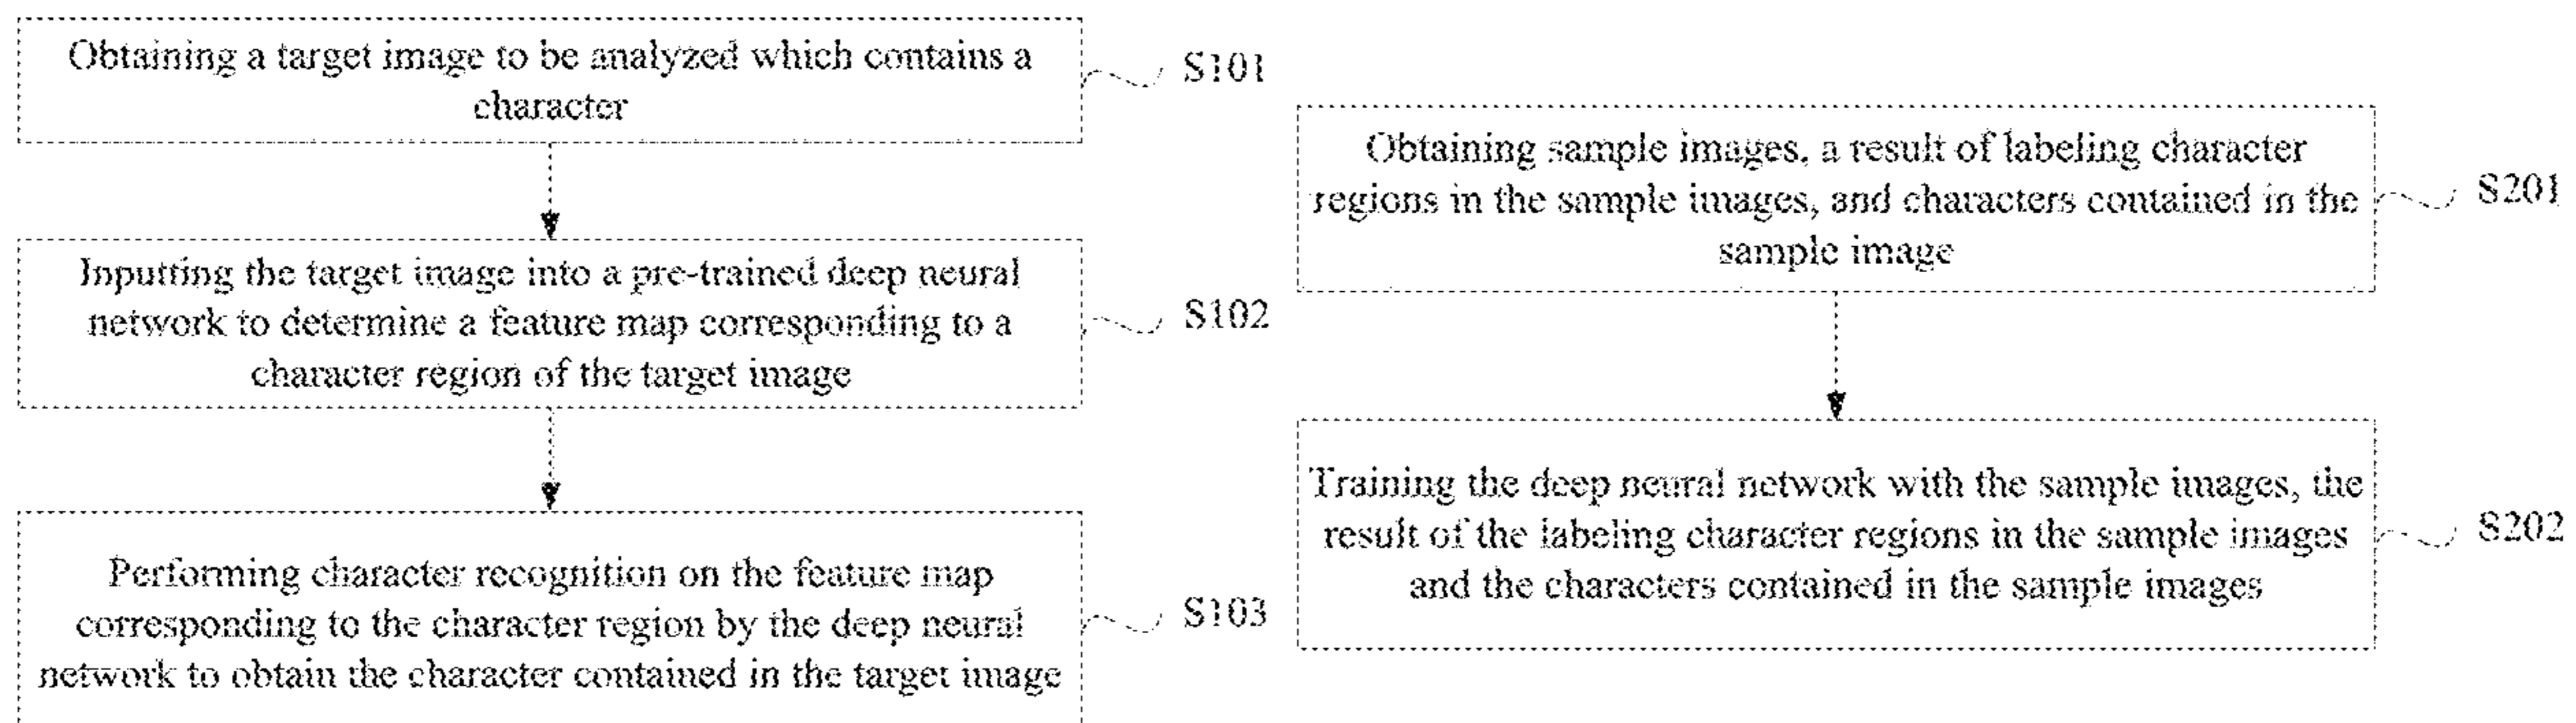 Obtaining a target image to be analyzed which contains a
character
S101
Inputting the target image into a pre-trained deep neural
network to determine a feature map corresponding to a
character region of the target image
S102
Performing character recognition on the feature map
corresponding to the character region by the deep neural
network to obtain the character contained in the target image
S103
Obtaining sample images, a result of labeling character
regions in the sample images, and characters contained in the
sample image
S201
Training the deep neural network with the sample images, the
result of the labeling character regions in the sample images
and the characters contained in the sample images
S202